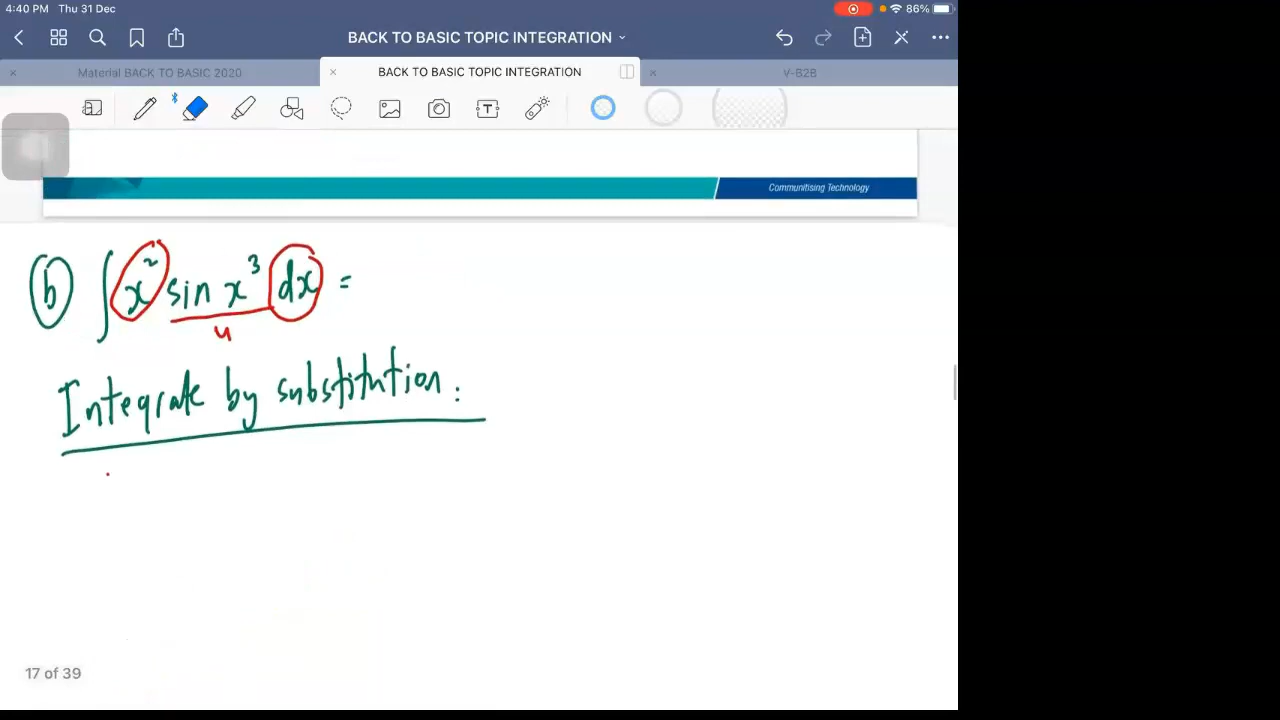 4:40 PM Thu 31 Dec
86%
BACK TO BASIC TOPIC INTEGRATION
Material BACK TO BASIC 2020
BACK TO BASIC TOPIC INTEGRATION
V-B2B
Communitising Technology
b ∫ x² sin x³ dx =
u
Integrate by substitution :
17 of 39